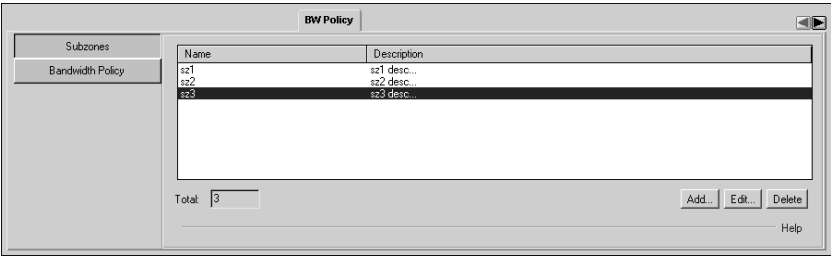 BW Policy
Subzones
Bandwidth Policy
Name Description
sz1 sz1 desc...
sz2 sz2 desc...
sz3 sz3 desc...
Total: 3
Add... Edit... Delete
Help